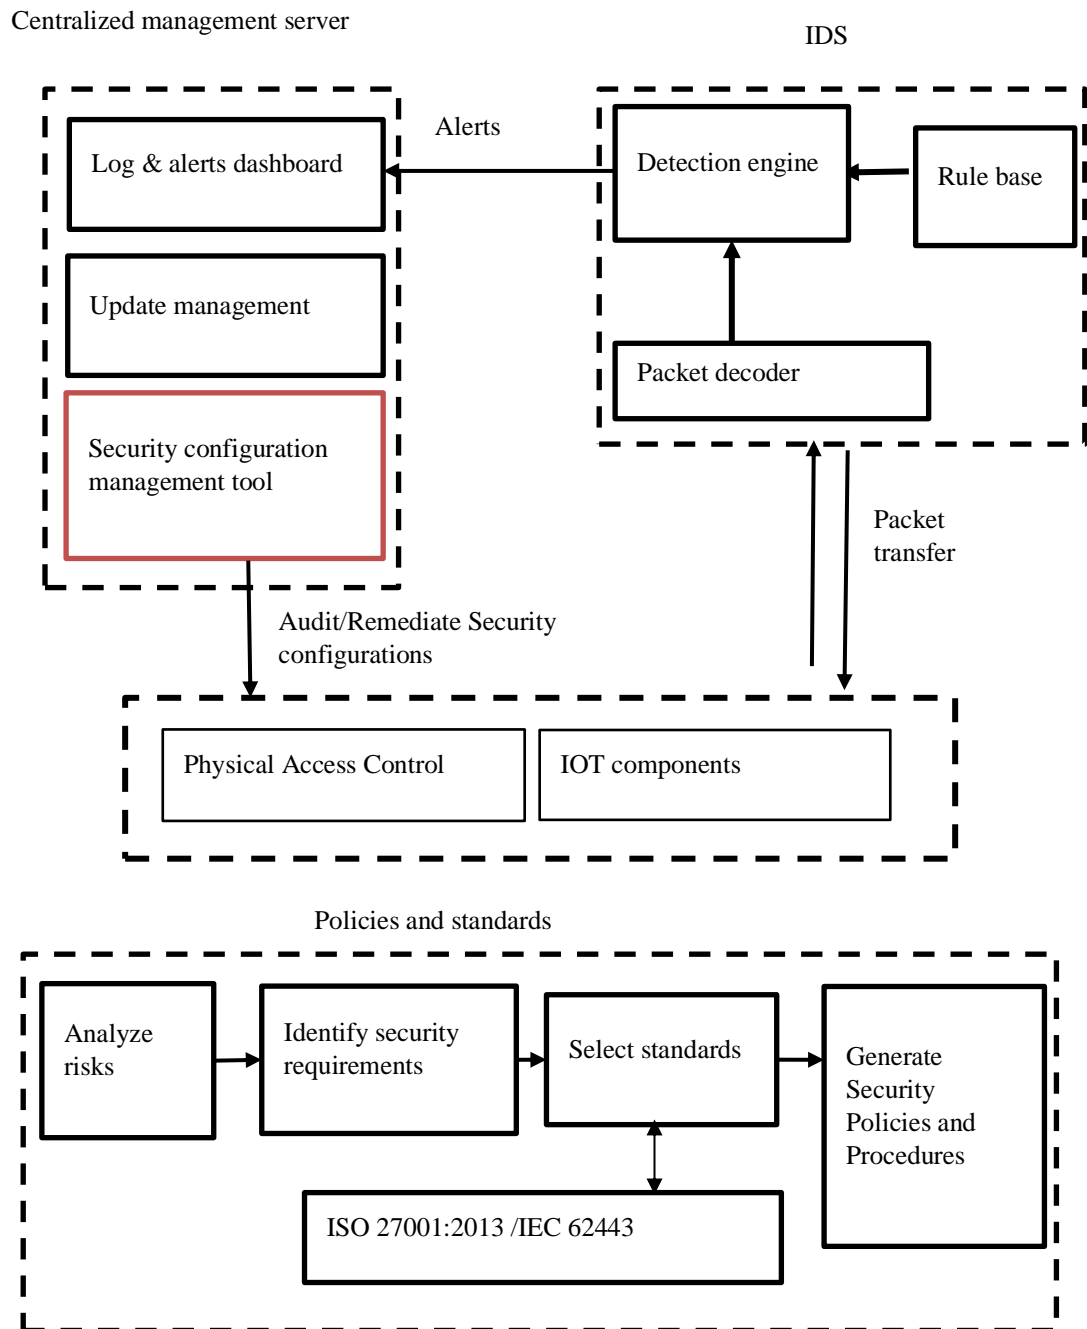 Centralized management server
IDS
Log & alerts dashboard
Alerts
Detection engine
Rule base
Update management
Packet decoder
Security configuration
management tool
Packet
transfer
Audit/Remediate Security
configurations
Physical Access Control
IOT components
Policies and standards
Analyze
risks
Identify security
requirements
Select standards
Generate
Security
Policies and
Procedures
ISO 27001:2013 /IEC 62443